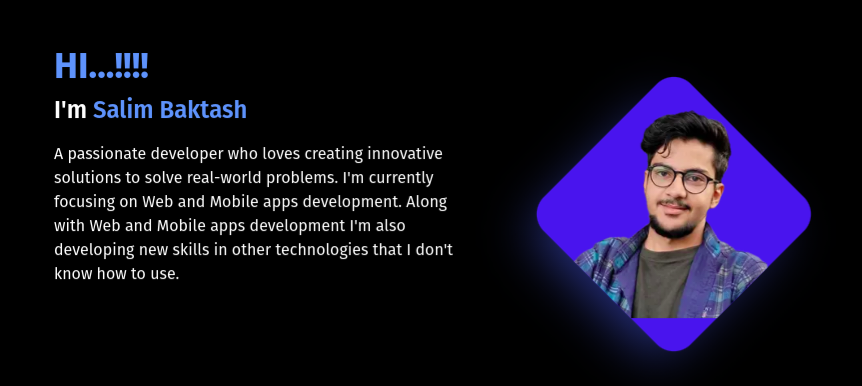 HI...!!!!
I'm Salim Baktash
A passionate developer who loves creating innovative
solutions to solve real-world problems. I'm currently
focusing on Web and Mobile apps development. Along
with Web and Mobile apps development I'm also
developing new skills in other technologies that I don't
know how to use.